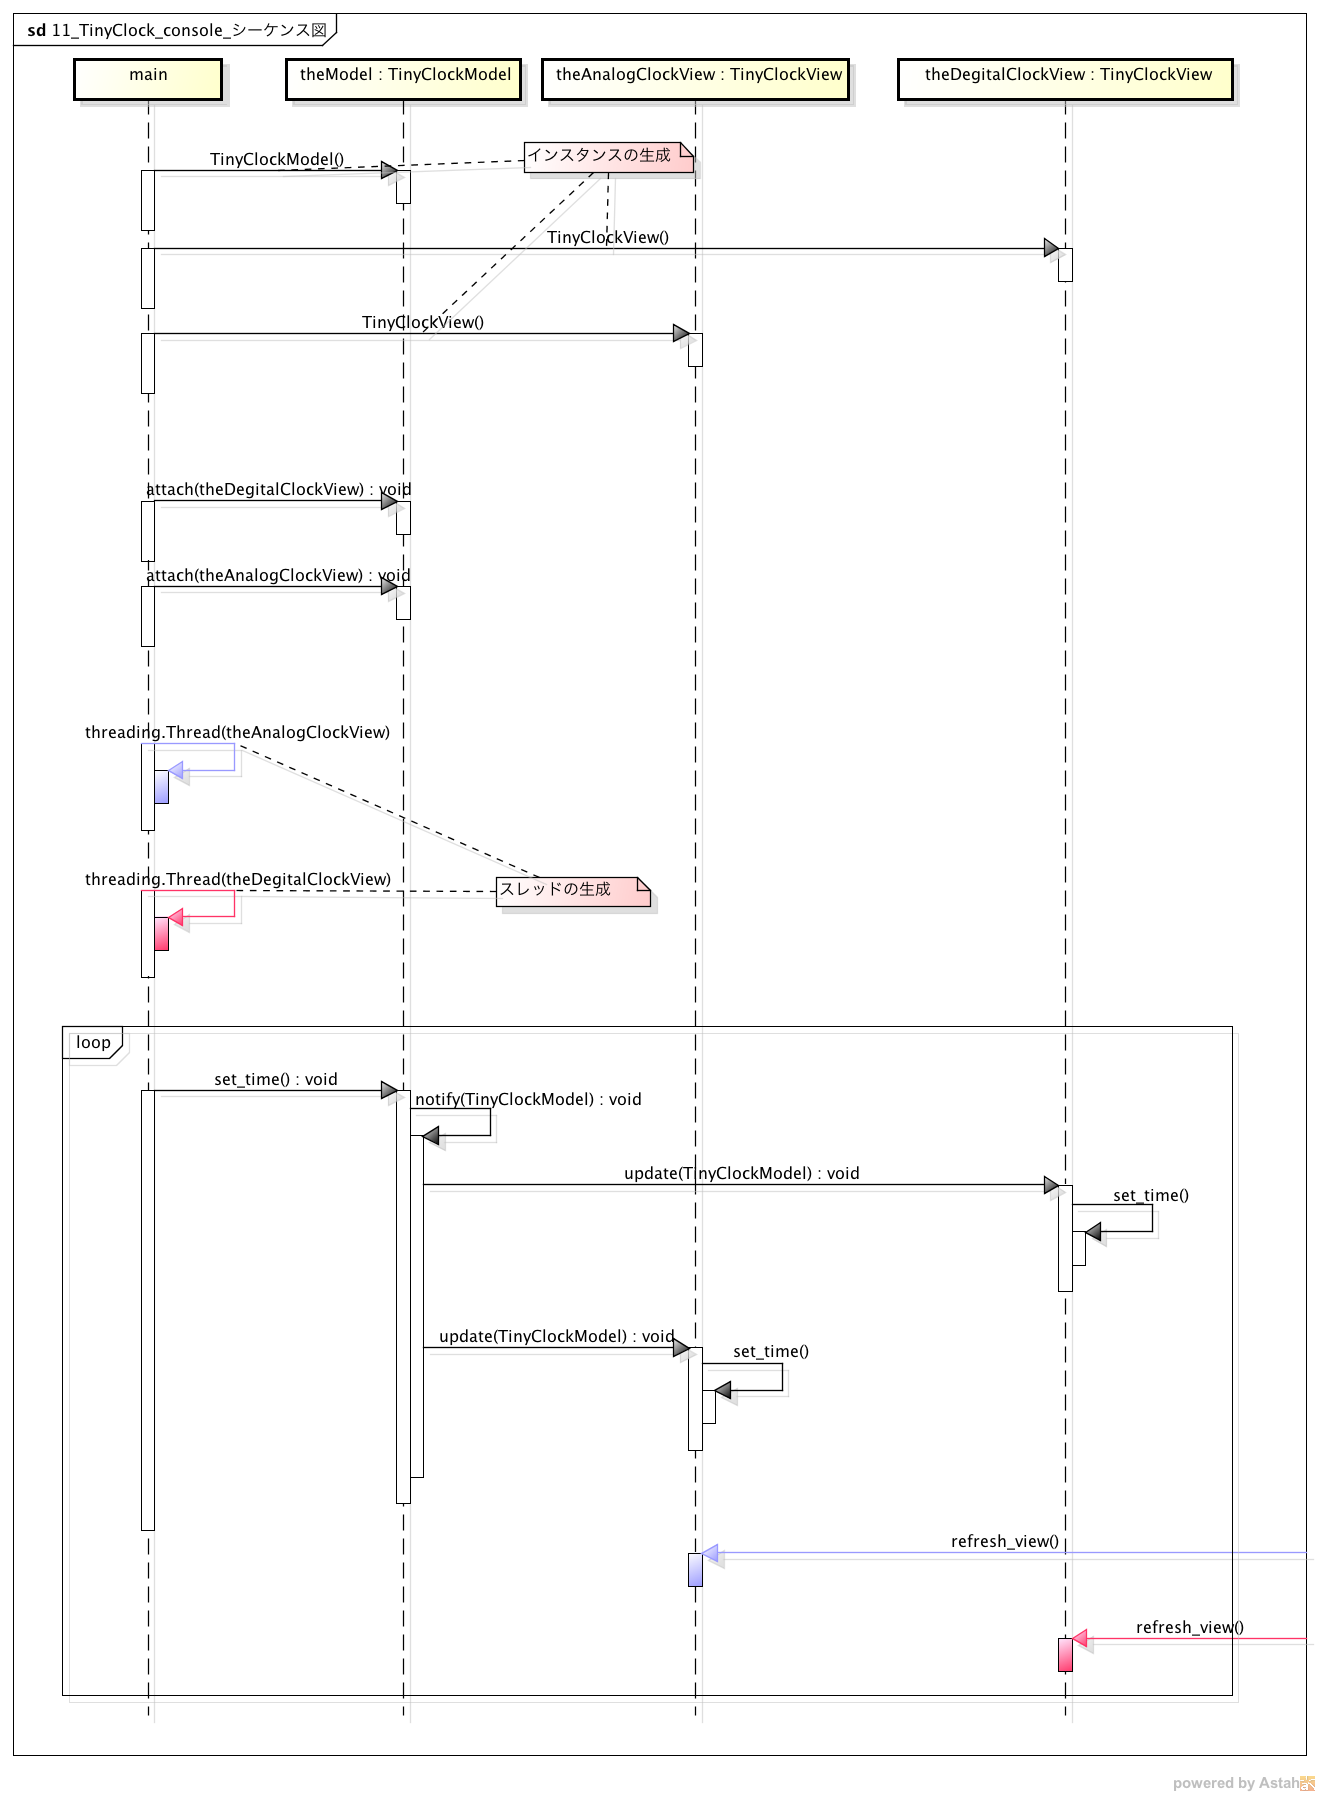 sd 11_TinyClock_console_シーケンス図
main
theModel : TinyClockModel
theAnalogClockView : TinyClockView
theDegitalClockView : TinyClockView
TinyClockModel()
インスタンスの生成
TinyClockView()
TinyClockView()
attach(theDegitalClockView) : void
attach(theAnalogClockView) : void
threading.Thread(theAnalogClockView)
threading.Thread(theDegitalClockView)
スレッドの生成
loop
set_time() : void
notify(TinyClockModel) : void
update(TinyClockModel) : void
set_time()
update(TinyClockModel) : void
set_time()
refresh_view()
refresh_view()
powered by Astah